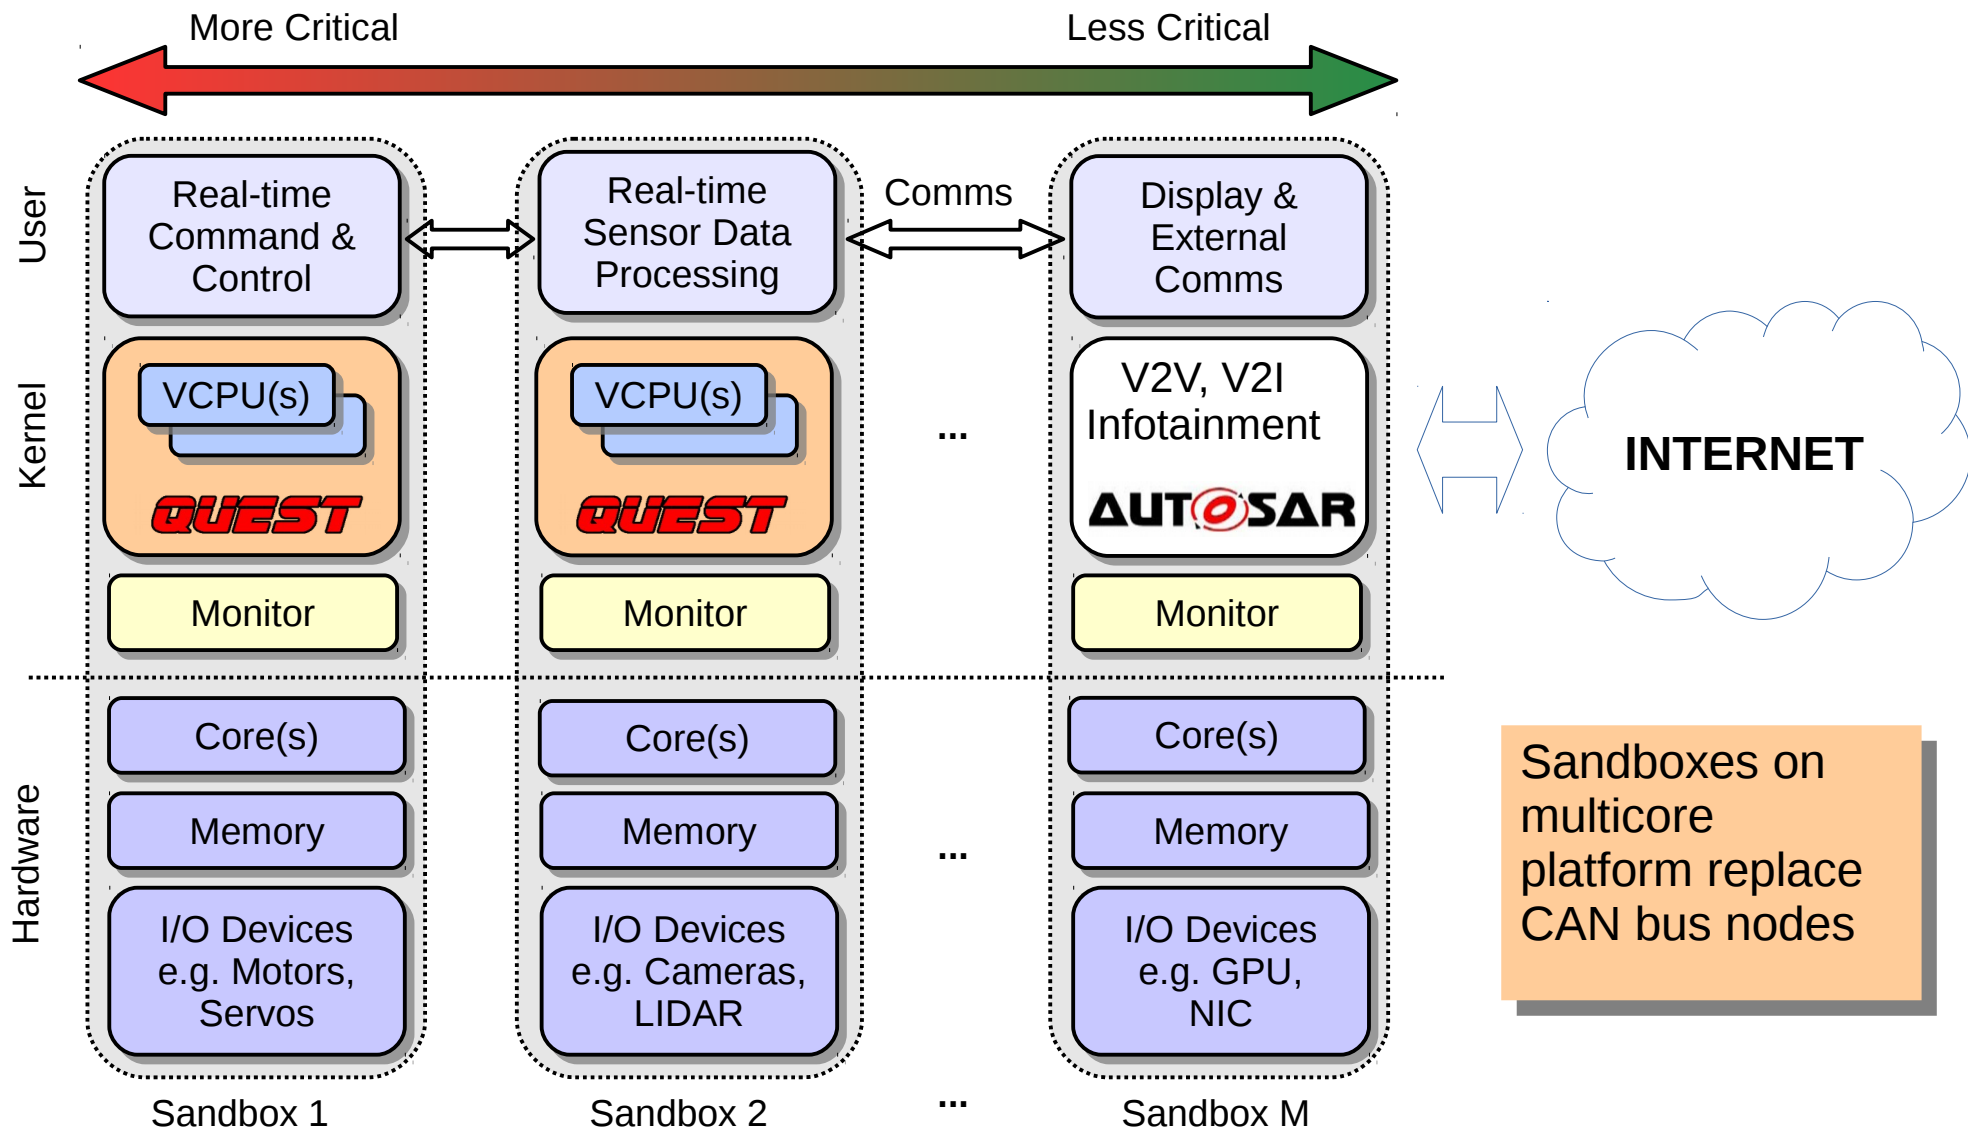 More Critical
Less Critical
User
Real-time
Command &
Control
Real-time
Sensor Data
Processing
Comms
Display &
External
Comms
Kernel
VCPU(s)
QUEST
VCPU(s)
QUEST
...
V2V, V2I
Infotainment
AUTOSAR
INTERNET
Monitor
Monitor
Monitor
Hardware
Core(s)
Core(s)
Core(s)
Memory
Memory
...
Memory
I/O Devices
e.g. Motors,
Servos
I/O Devices
e.g. Cameras,
LIDAR
I/O Devices
e.g. GPU,
NIC
Sandboxes on
multicore
platform replace
CAN bus nodes
Sandbox 1
Sandbox 2
...
Sandbox M